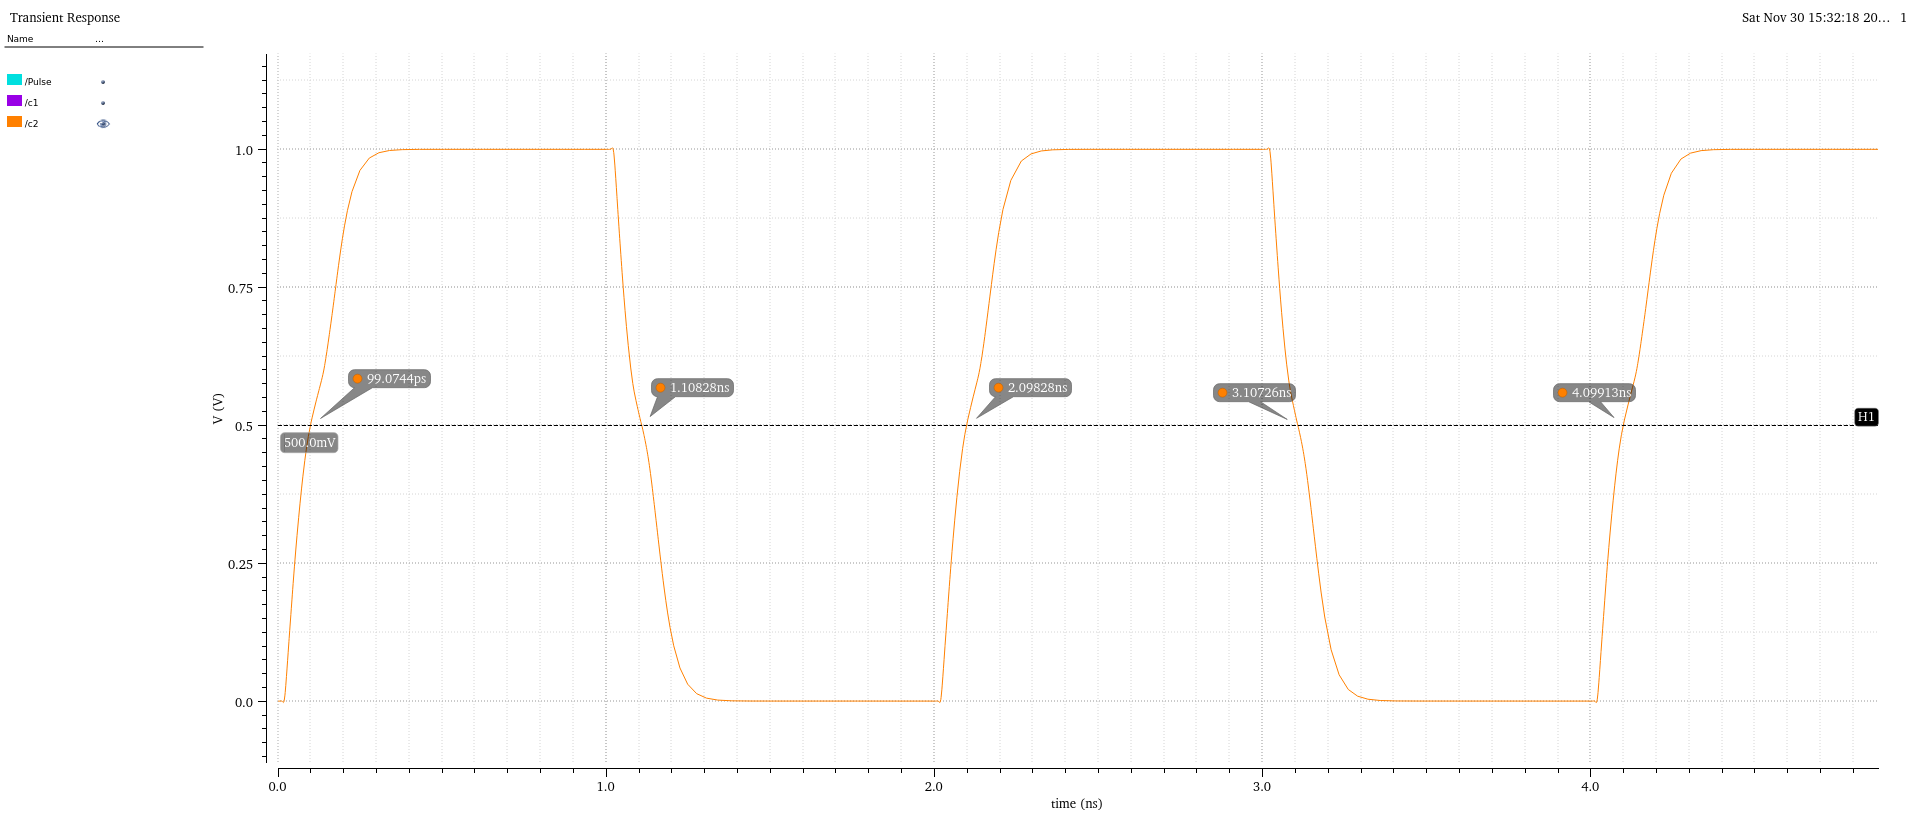 Transient Response
Sat Nov 30 15:32:18 20... 1
Name ...
/Pulse
/c1
/c2
1.0
0.75
0.5
0.25
0.0
V (V)
99.0744ps
1.10828ns
2.09828ns
3.10726ns
4.09913ns
H1
500.0mV
0.0 1.0 2.0 3.0 4.0
time (ns)